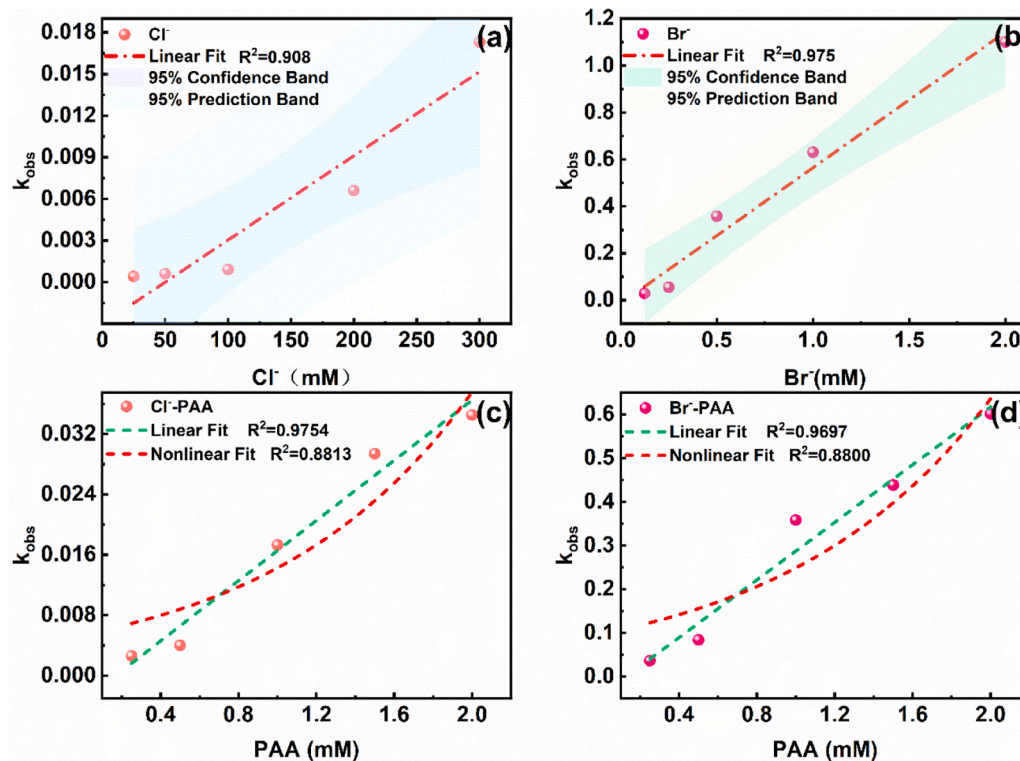 (a)
Cl⁻
Linear Fit R²=0.908
95% Confidence Band
95% Prediction Band
0.018
0.015
0.012
0.009
0.006
0.003
0.000
k_obs
0 50 100 150 200 250 300
Cl⁻ (mM)
(b)
Br⁻
Linear Fit R²=0.975
95% Confidence Band
95% Prediction Band
1.2
1.0
0.8
0.6
0.4
0.2
0.0
k_obs
0.0 0.5 1.0 1.5 2.0
Br⁻(mM)
(c)
Cl⁻-PAA
Linear Fit R²=0.9754
Nonlinear Fit R²=0.8813
0.032
0.024
0.016
0.008
0.000
k_obs
0.4 0.8 1.2 1.6 2.0
PAA (mM)
(d)
Br⁻-PAA
Linear Fit R²=0.9697
Nonlinear Fit R²=0.8800
0.6
0.5
0.4
0.3
0.2
0.1
0.0
k_obs
0.4 0.8 1.2 1.6 2.0
PAA (mM)